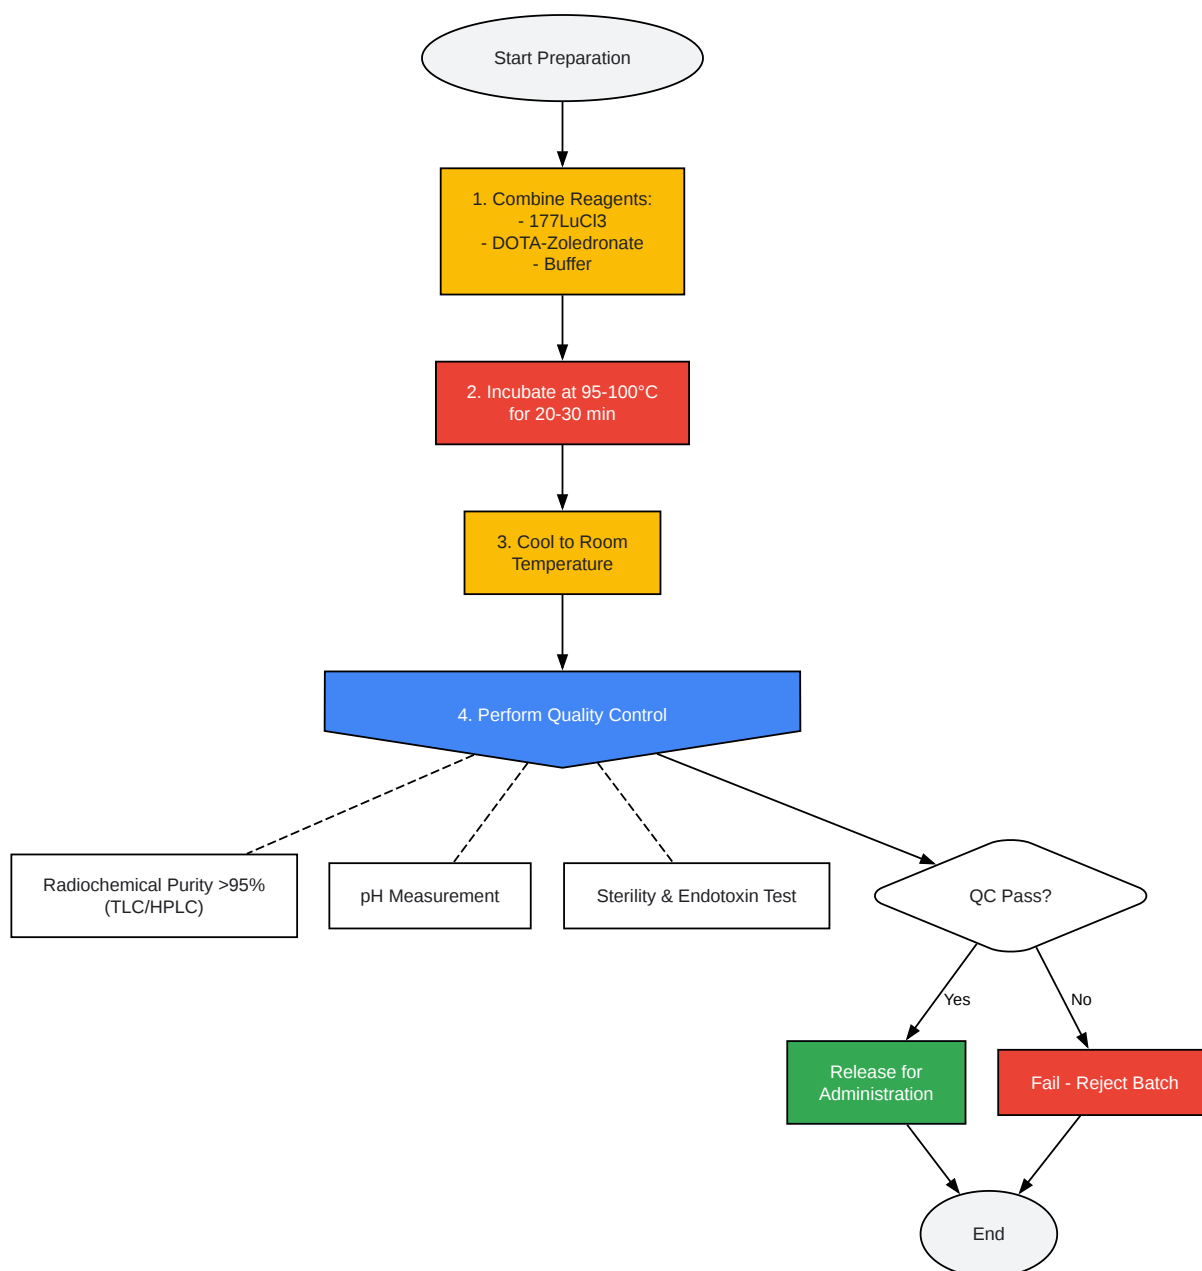 Start Preparation
1. Combine Reagents:
- 177LuCl3
- DOTA-Zoledronate
- Buffer
2. Incubate at 95-100°C
for 20-30 min
3. Cool to Room
Temperature
4. Perform Quality Control
Radiochemical Purity >95%
(TLC/HPLC)
pH Measurement
Sterility & Endotoxin Test
QC Pass?
Yes
No
Release for
Administration
Fail - Reject Batch
End